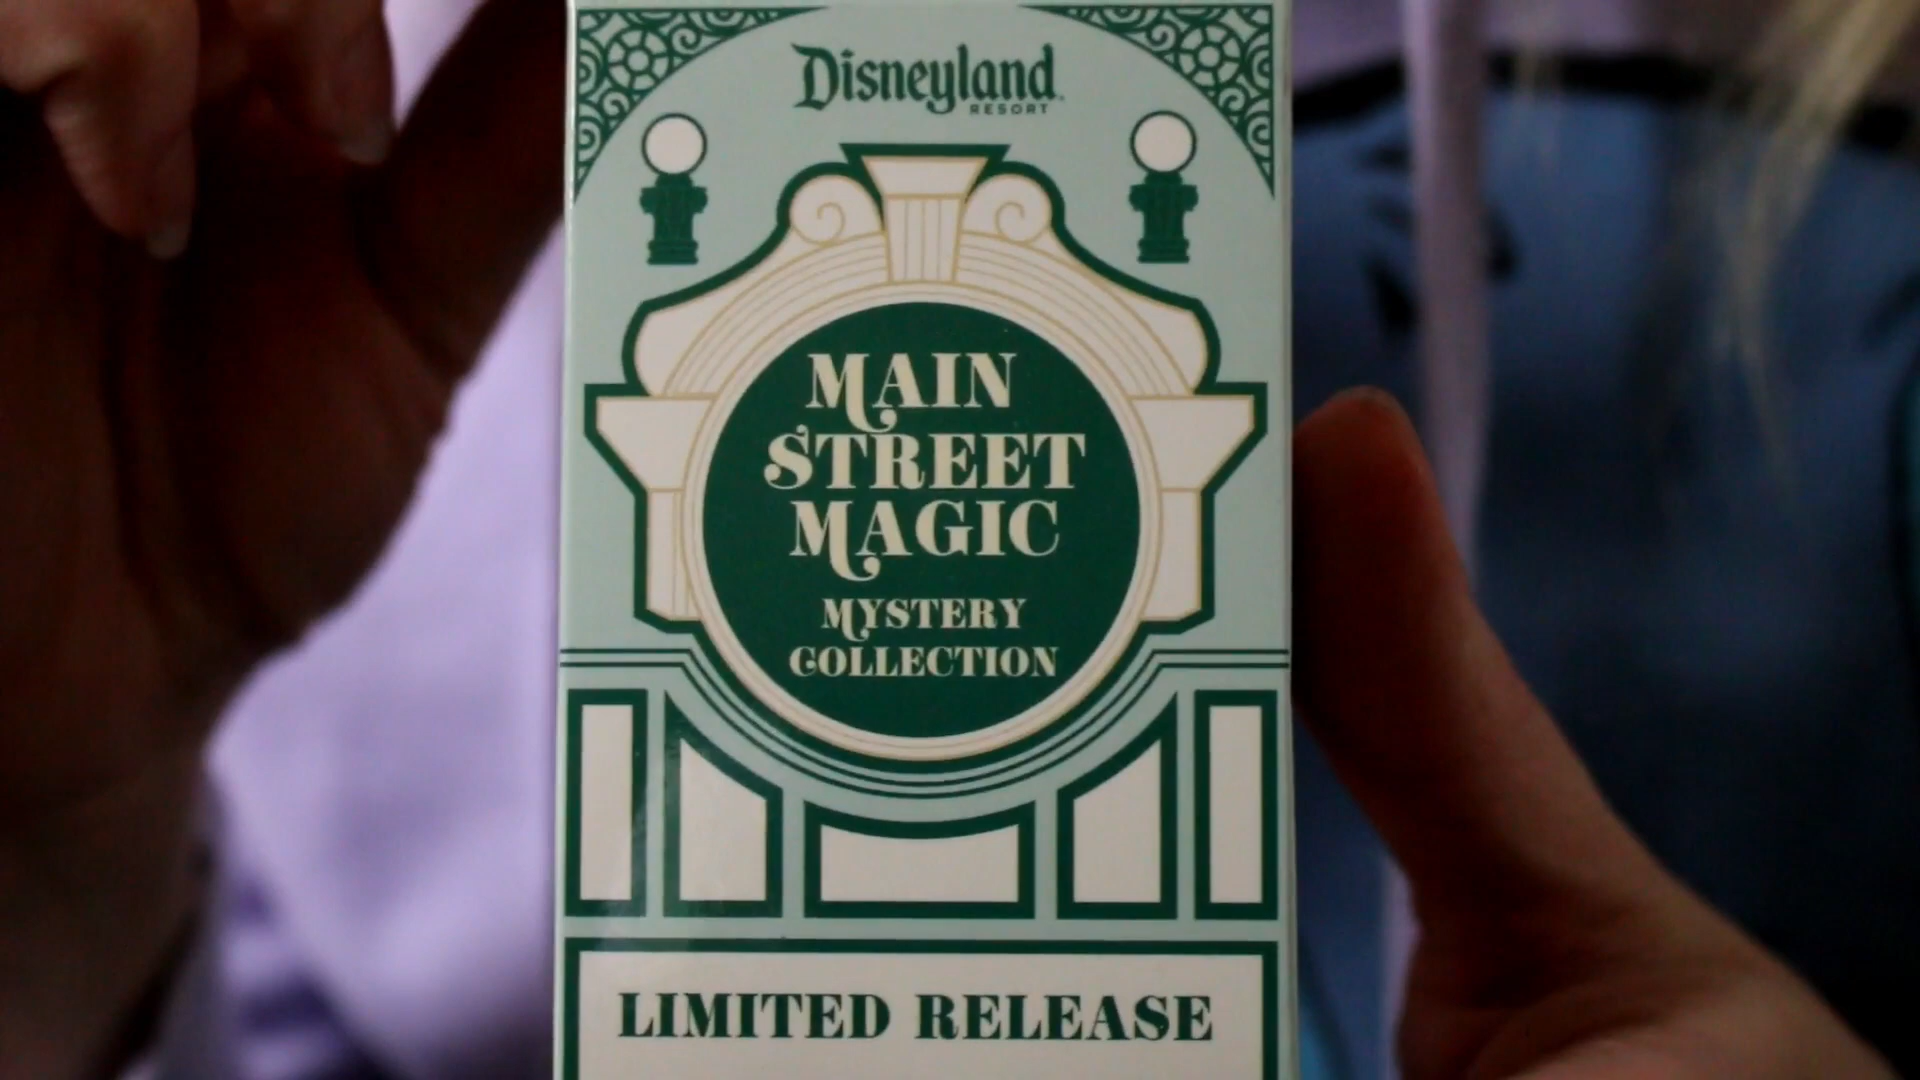 Disneyland
RESORT
MAIN
STREET
MAGIC
MYSTERY
COLLECTION
LIMITED RELEASE